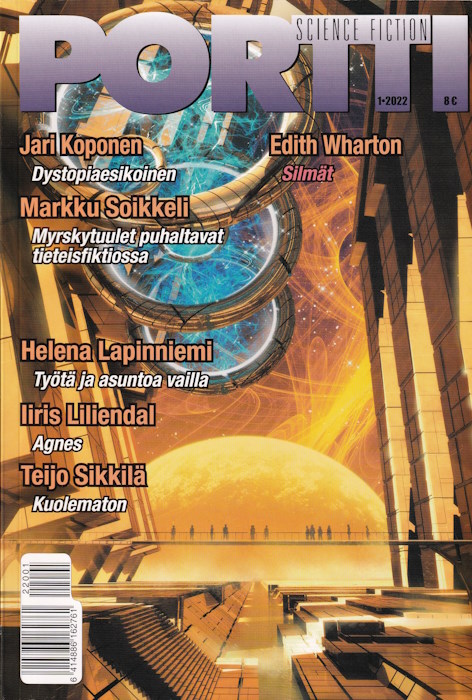 PORTTI
SCIENCE FICTION
1•2022
8 €
Jari Koponen
Dystopiaesikoinen
Edith Wharton
Silmät
Markku Soikkeli
Myrskytuulet puhaltavat
tieteisfiktiossa
Helena Lapinniemi
Työtä ja asuntoa vailla
Iiris Liliendal
Agnes
Teijo Sikkilä
Kuolematon
22001
6 414886 162761